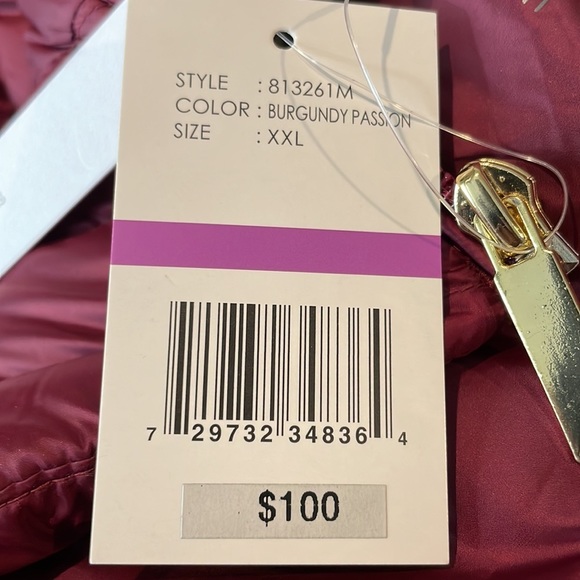 STYLE : 813261M
COLOR : BURGUNDY PASSION
SIZE : XXL
7 29732 34836 4
$100